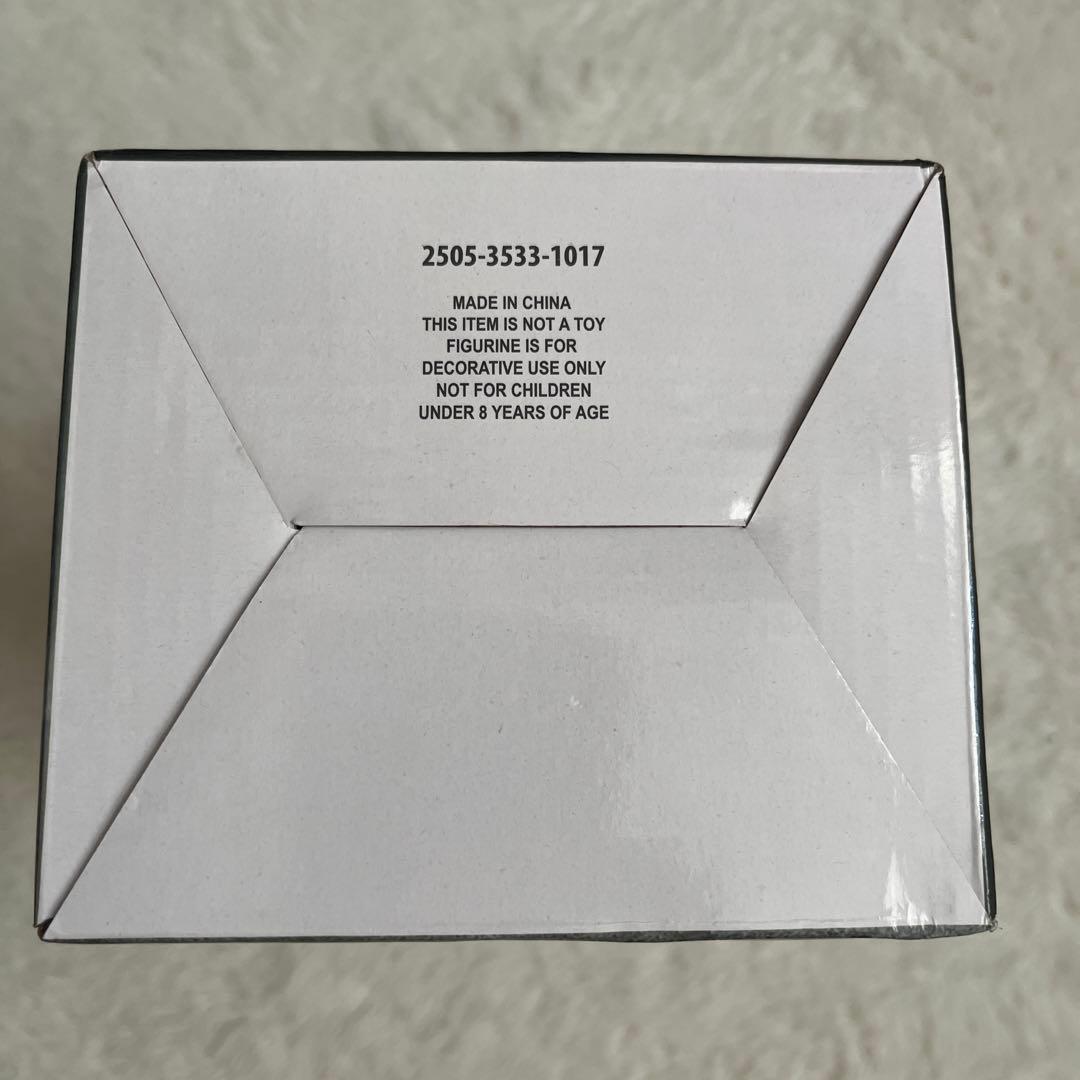 2505-3533-1017
MADE IN CHINA
THIS ITEM IS NOT A TOY
FIGURINE IS FOR
DECORATIVE USE ONLY
NOT FOR CHILDREN
UNDER 8 YEARS OF AGE